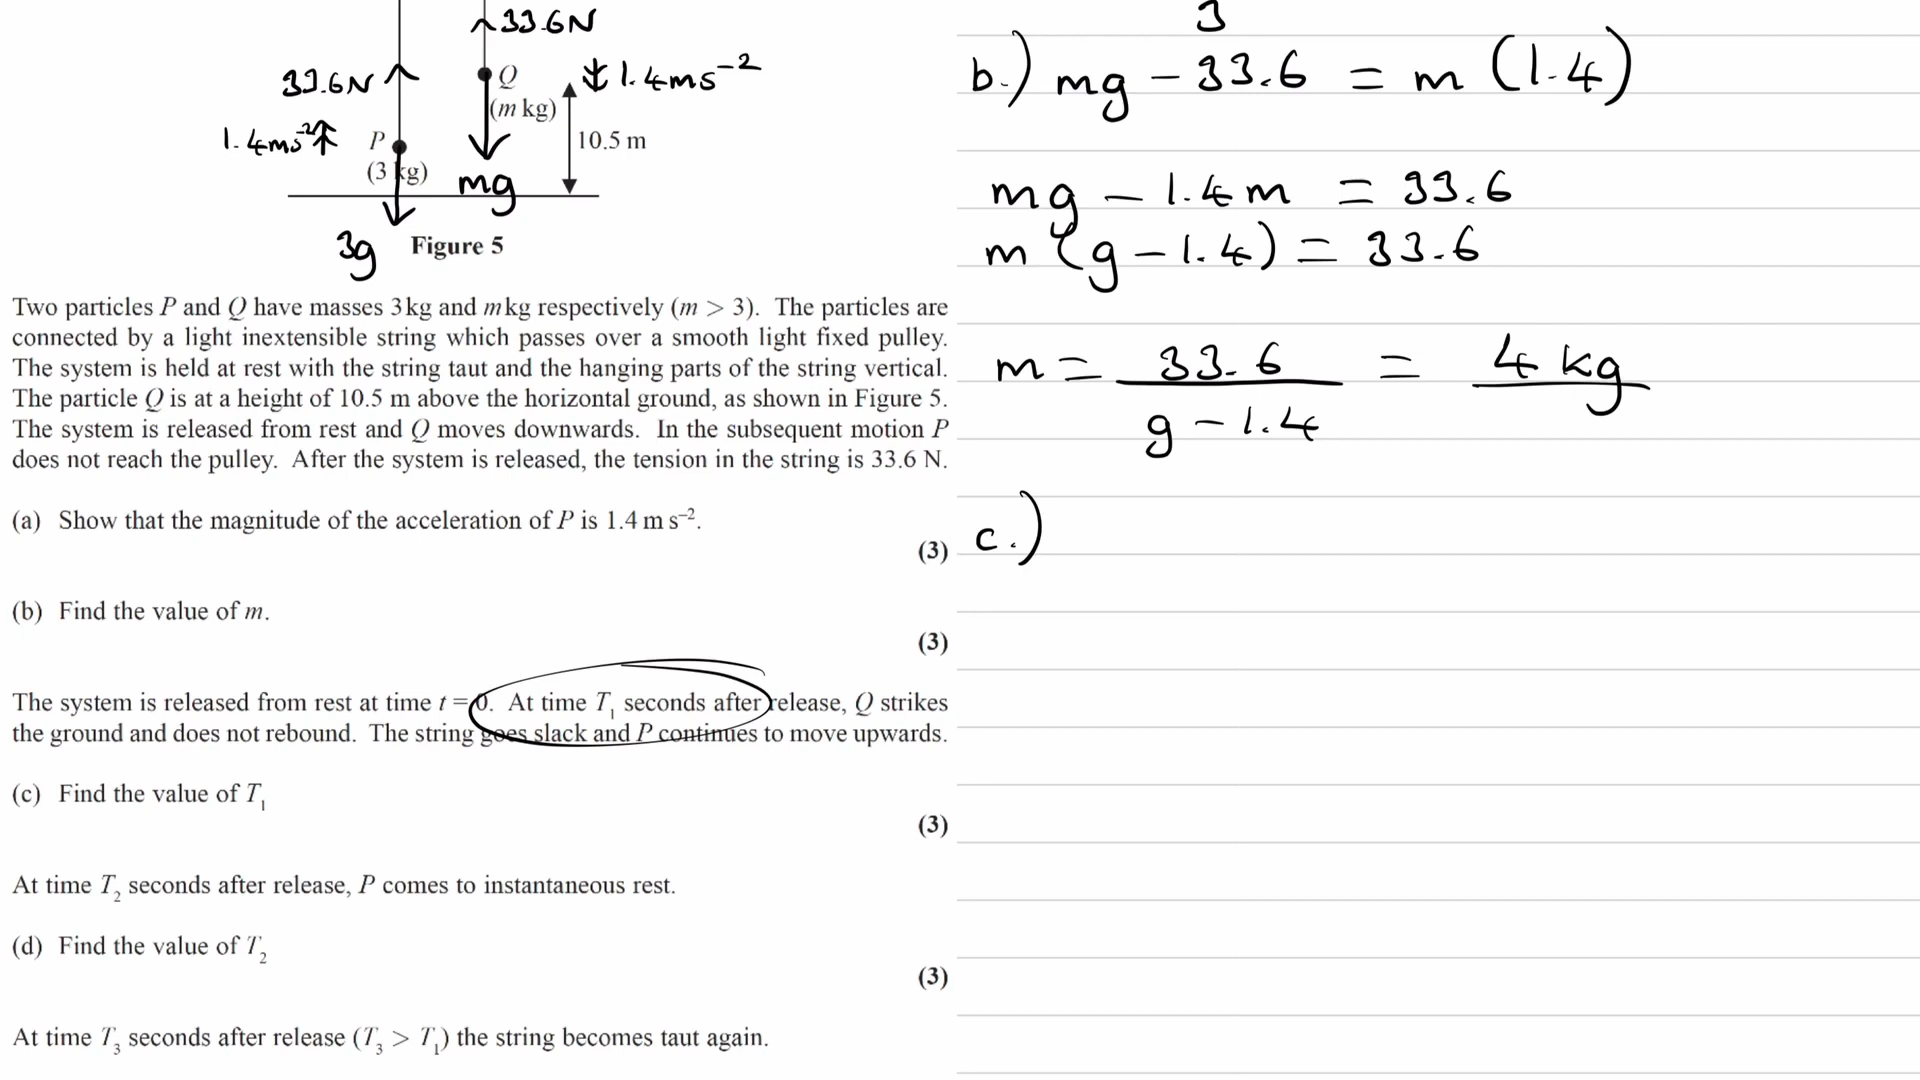 33.6N
33.6N
Q
↓1.4ms⁻²
(m kg)
1.4ms⁻²↑
P
10.5 m
(3 kg)
mg
3g
Figure 5
Two particles P and Q have masses 3 kg and m kg respectively (m > 3). The particles are
connected by a light inextensible string which passes over a smooth light fixed pulley.
The system is held at rest with the string taut and the hanging parts of the string vertical.
The particle Q is at a height of 10.5 m above the horizontal ground, as shown in Figure 5.
The system is released from rest and Q moves downwards. In the subsequent motion P
does not reach the pulley. After the system is released, the tension in the string is 33.6 N.
(a) Show that the magnitude of the acceleration of P is 1.4 m s⁻².
(3)
(b) Find the value of m.
(3)
The system is released from rest at time t = 0. At time T₁ seconds after release, Q strikes
the ground and does not rebound. The string goes slack and P continues to move upwards.
(c) Find the value of T₁
(3)
At time T₂ seconds after release, P comes to instantaneous rest.
(d) Find the value of T₂
(3)
At time T₃ seconds after release (T₃ > T₁) the string becomes taut again.
3
b.) mg - 33.6 = m (1.4)
mg - 1.4m = 33.6
m (g - 1.4) = 33.6
m = 33.6 = 4 kg
g - 1.4
c.)